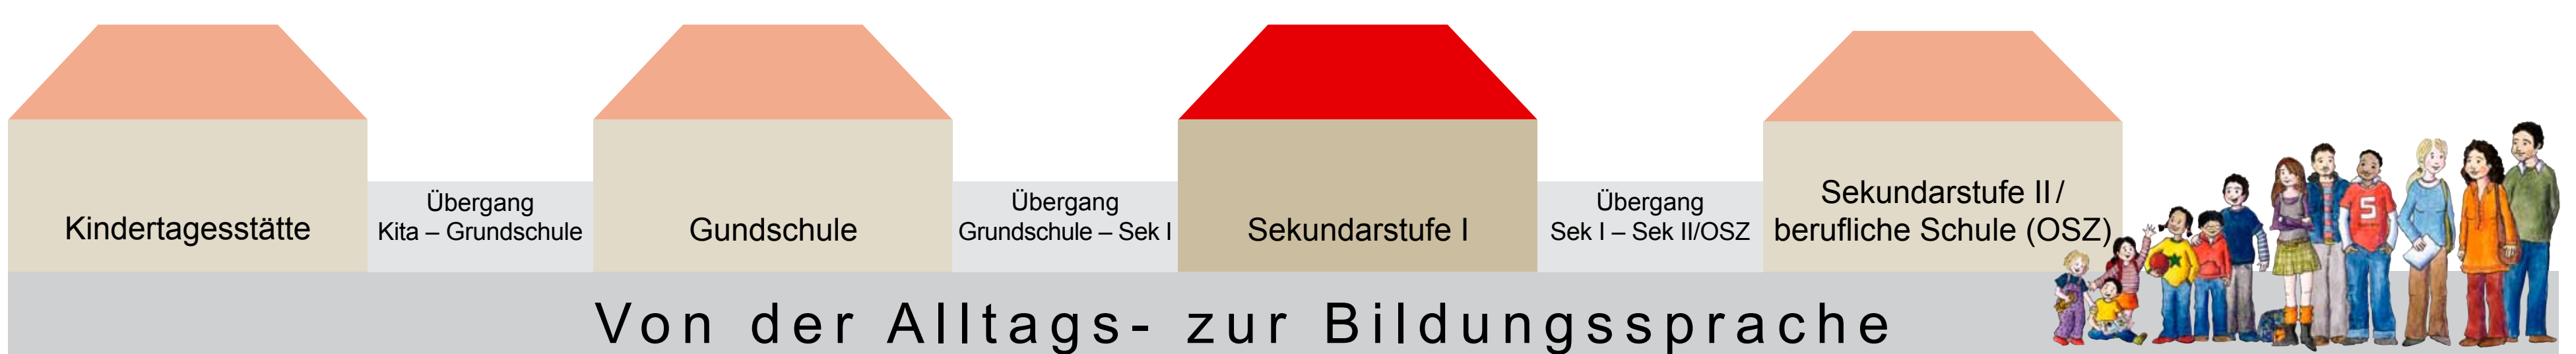 Kindertagesstätte
Übergang
Kita – Grundschule
Gundschule
Übergang
Grundschule – Sek I
Sekundarstufe I
Übergang
Sek I – Sek II/OSZ
Sekundarstufe II /
berufliche Schule (OSZ)
5
Von der Alltags- zur Bildungssprache